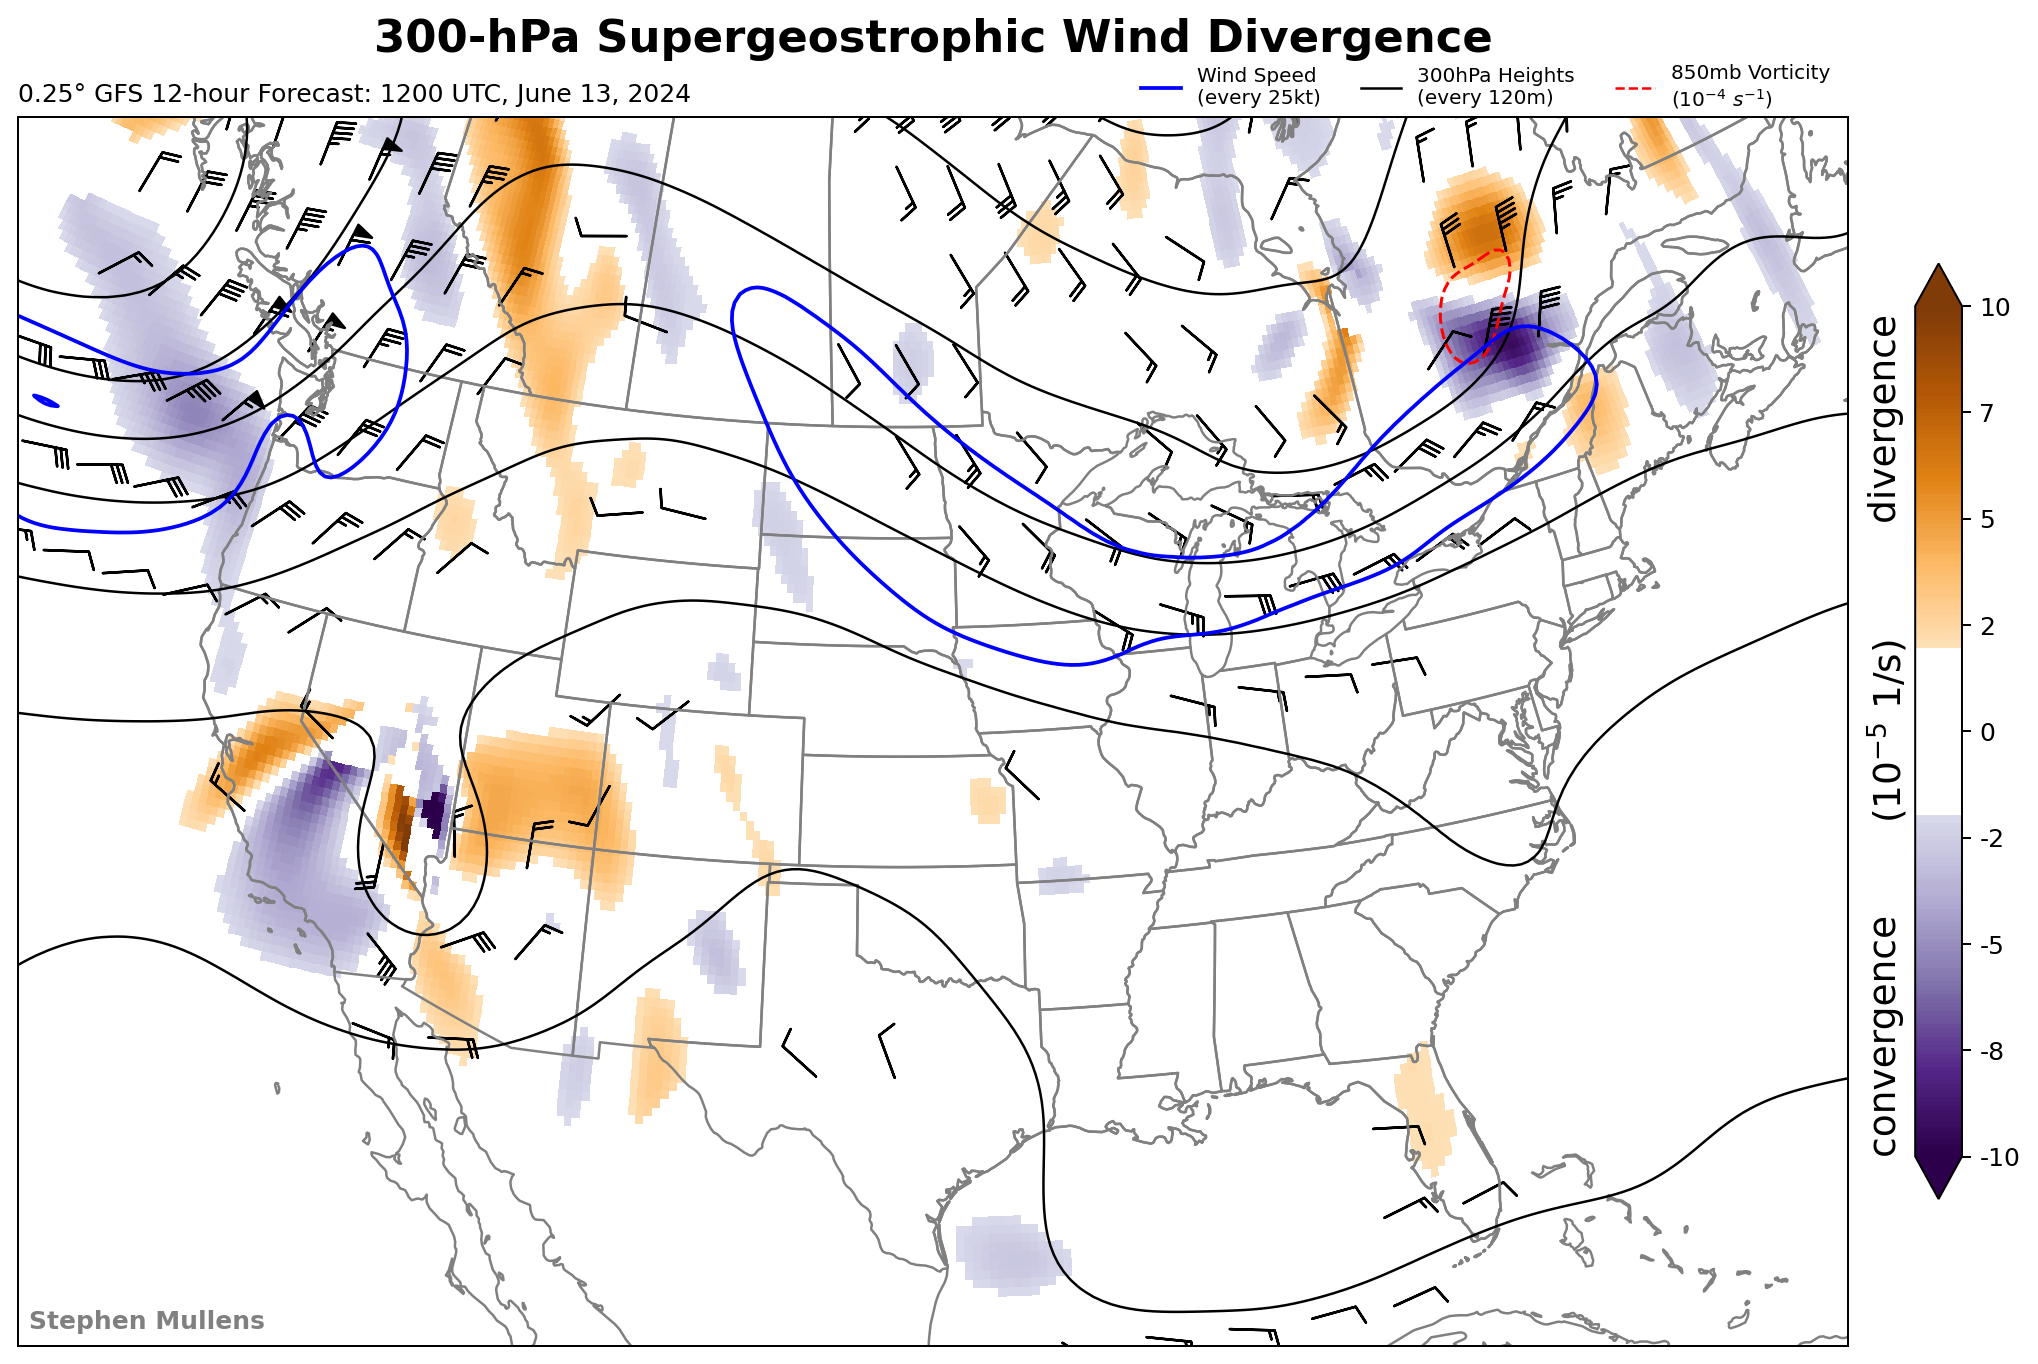 300-hPa Supergeostrophic Wind Divergence
0.25° GFS 12-hour Forecast: 1200 UTC, June 13, 2024
Wind Speed
(every 25kt)
300hPa Heights
(every 120m)
850mb Vorticity
(10⁻⁴ s⁻¹)
10
7
5
2
0
-2
-5
-8
-10
convergence (10⁻⁵ 1/s) divergence
Stephen Mullens